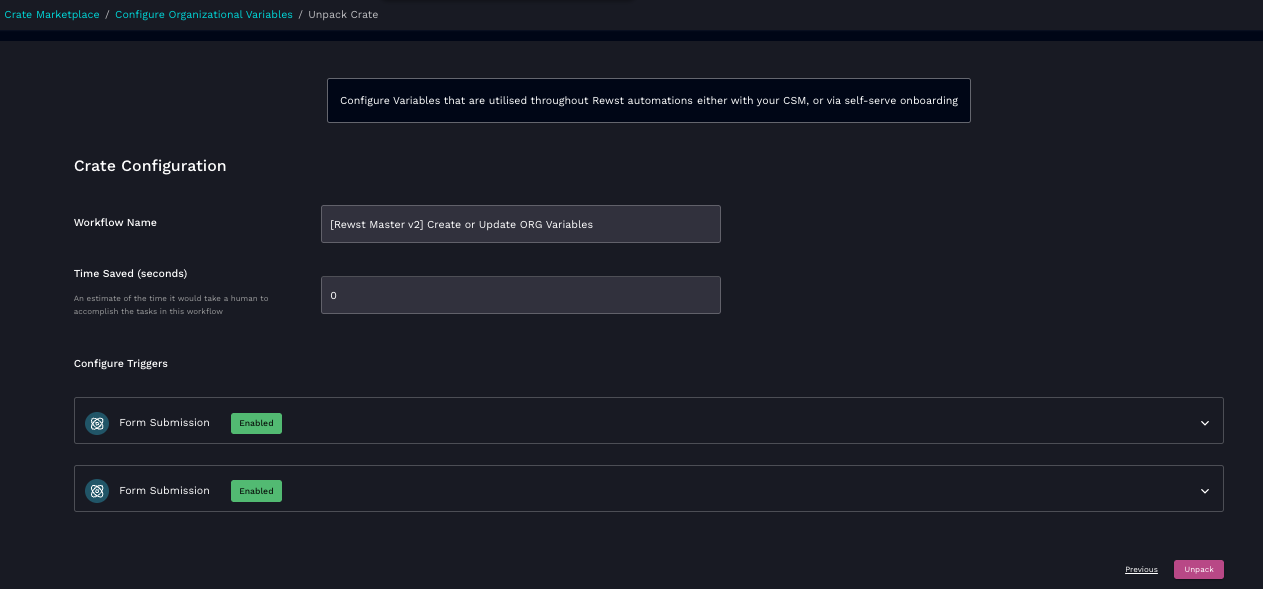 Crate Marketplace / Configure Organizational Variables / Unpack Crate
Configure Variables that are utilised throughout Rewst automations either with your CSM, or via self-serve onboarding
Crate Configuration
Workflow Name
[Rewst Master v2] Create or Update ORG Variables
Time Saved (seconds)
An estimate of the time it would take a human to
accomplish the tasks in this workflow
0
Configure Triggers
Form Submission Enabled
Form Submission Enabled
Previous Unpack